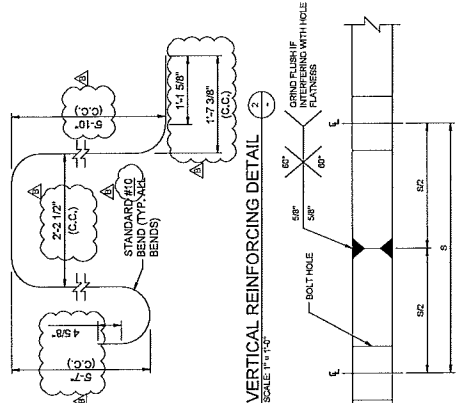 5'-10"
(C.C.)
B
1'-1 5/8"
1'-7 3/8"
(C.C.)
B
2'-2 1/2"
(C.C.)
B
STANDARD #10
BEND (TYP. ALL
BENDS)
B
4 5/8"
5'-7"
(C.C.)
B
VERTICAL REINFORCING DETAIL
2
-
SCALE: 1" = 1'-0"
GRIND FLUSH IF
INTERFERING WITH HOLE
FLATNESS
60°
60°
5/8"
5/8"
BOLT HOLE
S/2
S/2
S